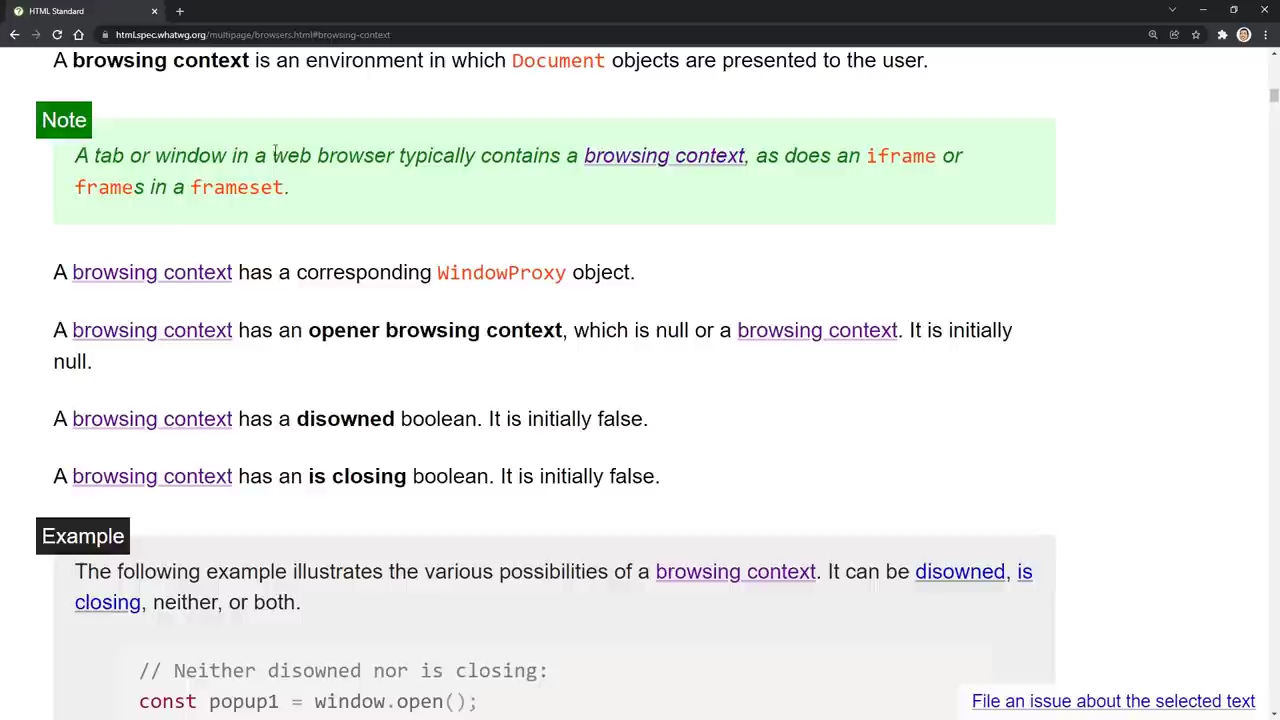 HTML Standard
html.spec.whatwg.org/multipage/browsers.html#browsing-context
A browsing context is an environment in which Document objects are presented to the user.
Note
A tab or window in a web browser typically contains a browsing context, as does an iframe or
frames in a frameset.
A browsing context has a corresponding WindowProxy object.
A browsing context has an opener browsing context, which is null or a browsing context. It is initially
null.
A browsing context has a disowned boolean. It is initially false.
A browsing context has an is closing boolean. It is initially false.
Example
The following example illustrates the various possibilities of a browsing context. It can be disowned, is
closing, neither, or both.
// Neither disowned nor is closing:
const popup1 = window.open();
File an issue about the selected text